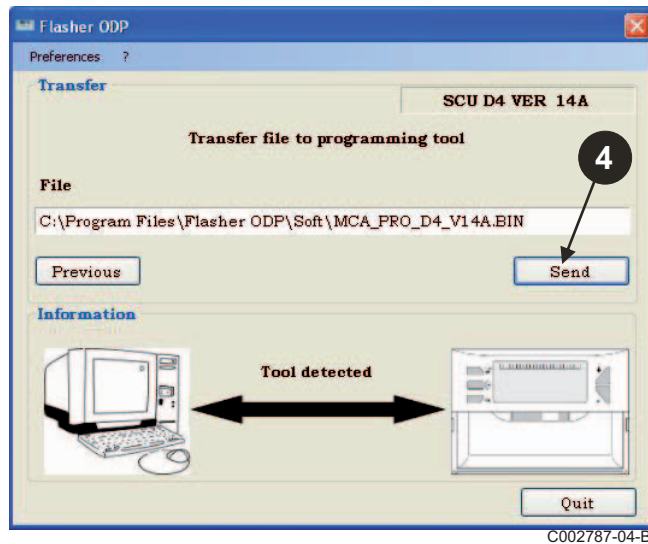 Flasher ODP
Preferences ?
Transfer
SCU D4 VER 14A
Transfer file to programming tool
4
File
C:\Program Files\Flasher ODP\Soft\MCA_PRO_D4_V14A.BIN
Previous Send
Information
Tool detected
Quit
C002787-04-B